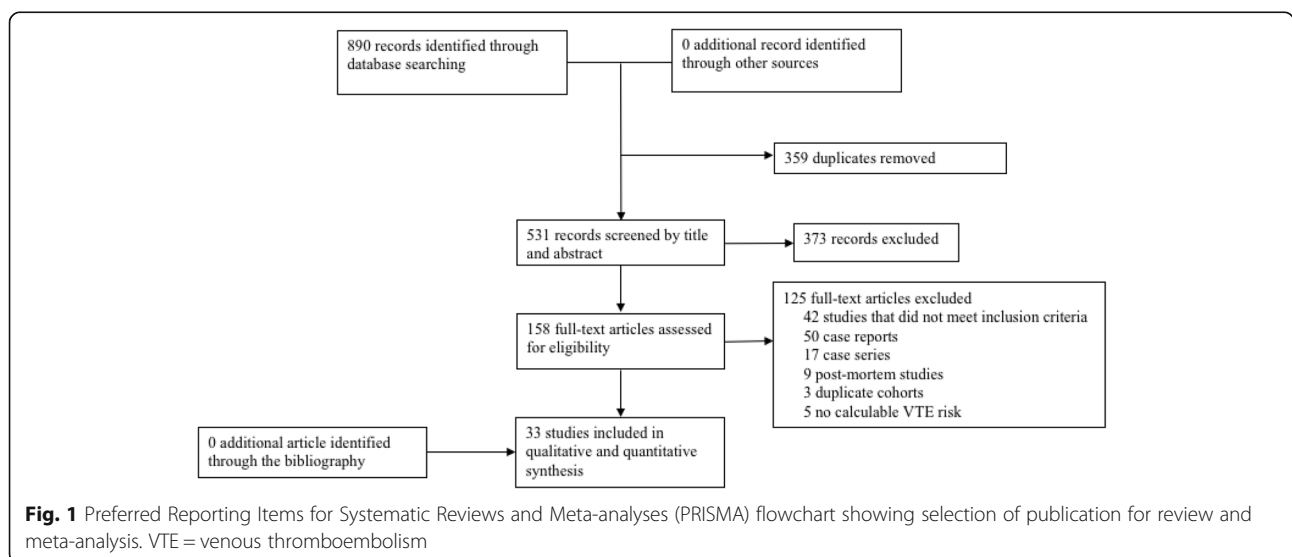 890 records identified through
database searching
0 additional record identified
through other sources
359 duplicates removed
531 records screened by title
and abstract
373 records excluded
158 full-text articles assessed
for eligibility
125 full-text articles excluded
42 studies that did not meet inclusion criteria
50 case reports
17 case series
9 post-mortem studies
3 duplicate cohorts
5 no calculable VTE risk
0 additional article identified
through the bibliography
33 studies included in
qualitative and quantitative
synthesis
Fig. 1 Preferred Reporting Items for Systematic Reviews and Meta-analyses (PRISMA) flowchart showing selection of publication for review and
meta-analysis. VTE = venous thromboembolism